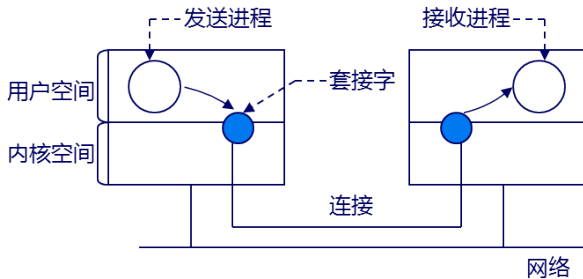 发送进程
接收进程
用户空间
套接字
内核空间
连接
网络